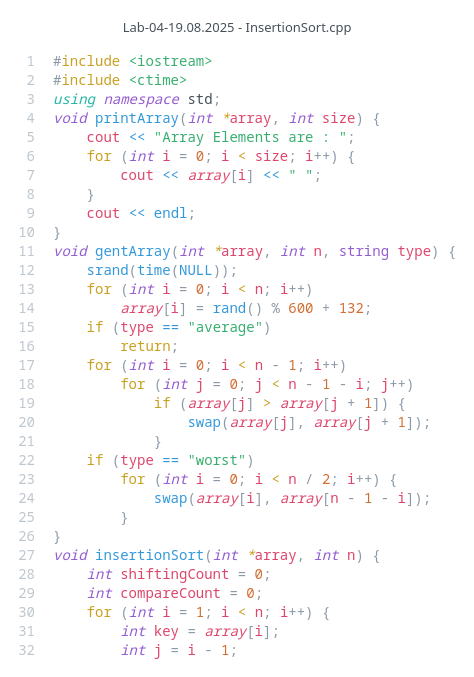 Lab-04-19.08.2025 - InsertionSort.cpp
1 #include <iostream>
2 #include <ctime>
3 using namespace std;
4 void printArray(int *array, int size) {
5     cout << "Array Elements are : ";
6     for (int i = 0; i < size; i++) {
7         cout << array[i] << " ";
8     }
9     cout << endl;
10 }
11 void gentArray(int *array, int n, string type) {
12     srand(time(NULL));
13     for (int i = 0; i < n; i++)
14         array[i] = rand() % 600 + 132;
15     if (type == "average")
16         return;
17     for (int i = 0; i < n - 1; i++)
18         for (int j = 0; j < n - 1 - i; j++)
19             if (array[j] > array[j + 1]) {
20                 swap(array[j], array[j + 1]);
21             }
22     if (type == "worst")
23         for (int i = 0; i < n / 2; i++) {
24             swap(array[i], array[n - 1 - i]);
25         }
26 }
27 void insertionSort(int *array, int n) {
28     int shiftingCount = 0;
29     int compareCount = 0;
30     for (int i = 1; i < n; i++) {
31         int key = array[i];
32         int j = i - 1;